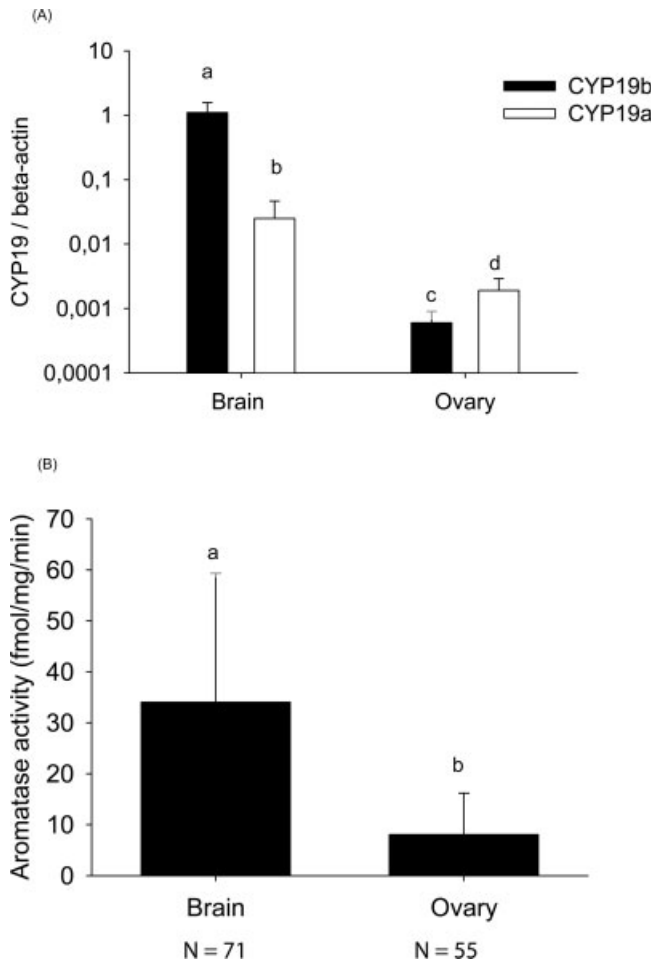 (A)
10
1
0,1
0,01
0,001
0,0001
CYP19 / beta-actin
a
b
c
d
CYP19b
CYP19a
Brain
Ovary
(B)
70
60
50
40
30
20
10
0
Aromatase activity (fmol/mg/min)
a
b
Brain
Ovary
N = 71
N = 55